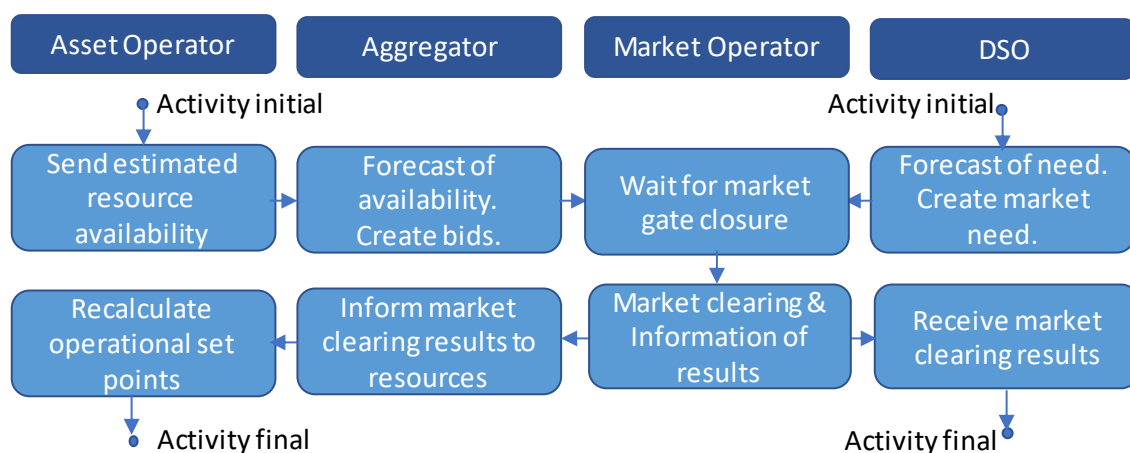 Asset Operator
Aggregator
Market Operator
DSO
Activity initial
Activity initial
Send estimated
resource
availability
Forecast of
availability.
Create bids.
Wait for market
gate closure
Forecast of need.
Create market
need.
Recalculate
operational set
points
Inform market
clearing results to
resources
Market clearing &
Information of
results
Receive market
clearing results
Activity final
Activity final